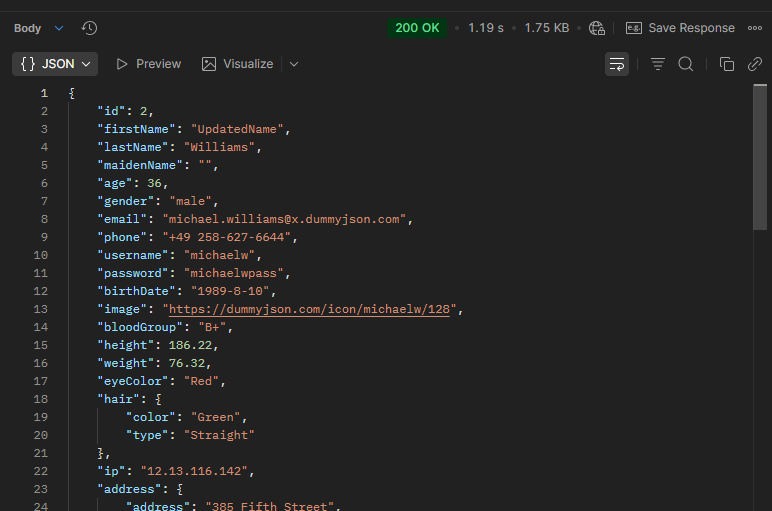 Body 200 OK • 1.19 s • 1.75 KB • e.g. Save Response
{ } JSON Preview Visualize
1 {
2 "id": 2,
3 "firstName": "UpdatedName",
4 "lastName": "Williams",
5 "maidenName": "",
6 "age": 36,
7 "gender": "male",
8 "email": "michael.williams@x.dummyjson.com",
9 "phone": "+49 258-627-6644",
10 "username": "michaelw",
11 "password": "michaelwpass",
12 "birthDate": "1989-8-10",
13 "image": "https://dummyjson.com/icon/michaelw/128",
14 "bloodGroup": "B+",
15 "height": 186.22,
16 "weight": 76.32,
17 "eyeColor": "Red",
18 "hair": {
19 "color": "Green",
20 "type": "Straight"
21 },
22 "ip": "12.13.116.142",
23 "address": {
24 "address": "385 Fifth Street",